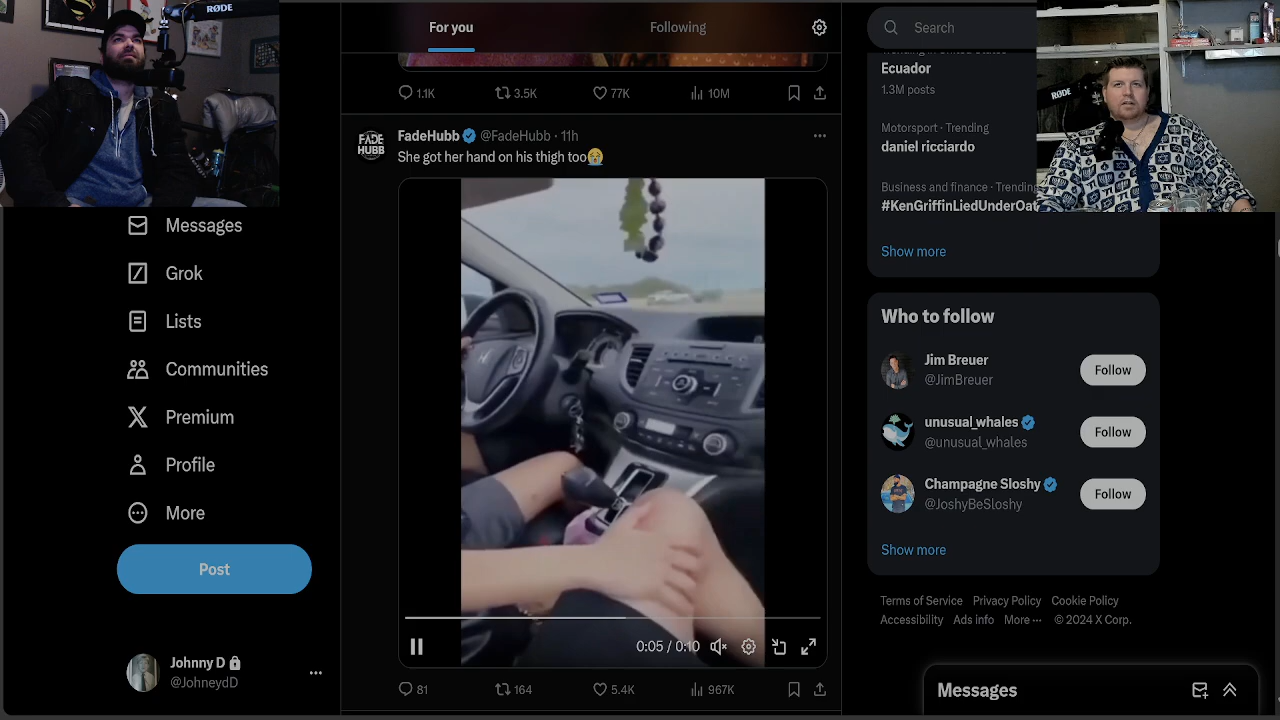 RØDE
For you
Following
1.1K
3.5K
77K
10M
FADE
HUBB
FadeHubb @FadeHubb · 11h
She got her hand on his thigh too😭
0:05 / 0:10
81
164
5.4K
967K
Messages
Grok
Lists
Communities
Premium
Profile
More
Post
Johnny D
@JohneydD
Search
Ecuador
1.3M posts
Motorsport · Trending
daniel ricciardo
Business and finance · Trending
#KenGriffinLiedUnderOat
Show more
RØDE
Who to follow
Jim Breuer
@JimBreuer
Follow
unusual_whales
@unusual_whales
Follow
Champagne Sloshy
@JoshyBeSloshy
Follow
Show more
Terms of Service Privacy Policy Cookie Policy
Accessibility Ads info More ··· © 2024 X Corp.
Messages